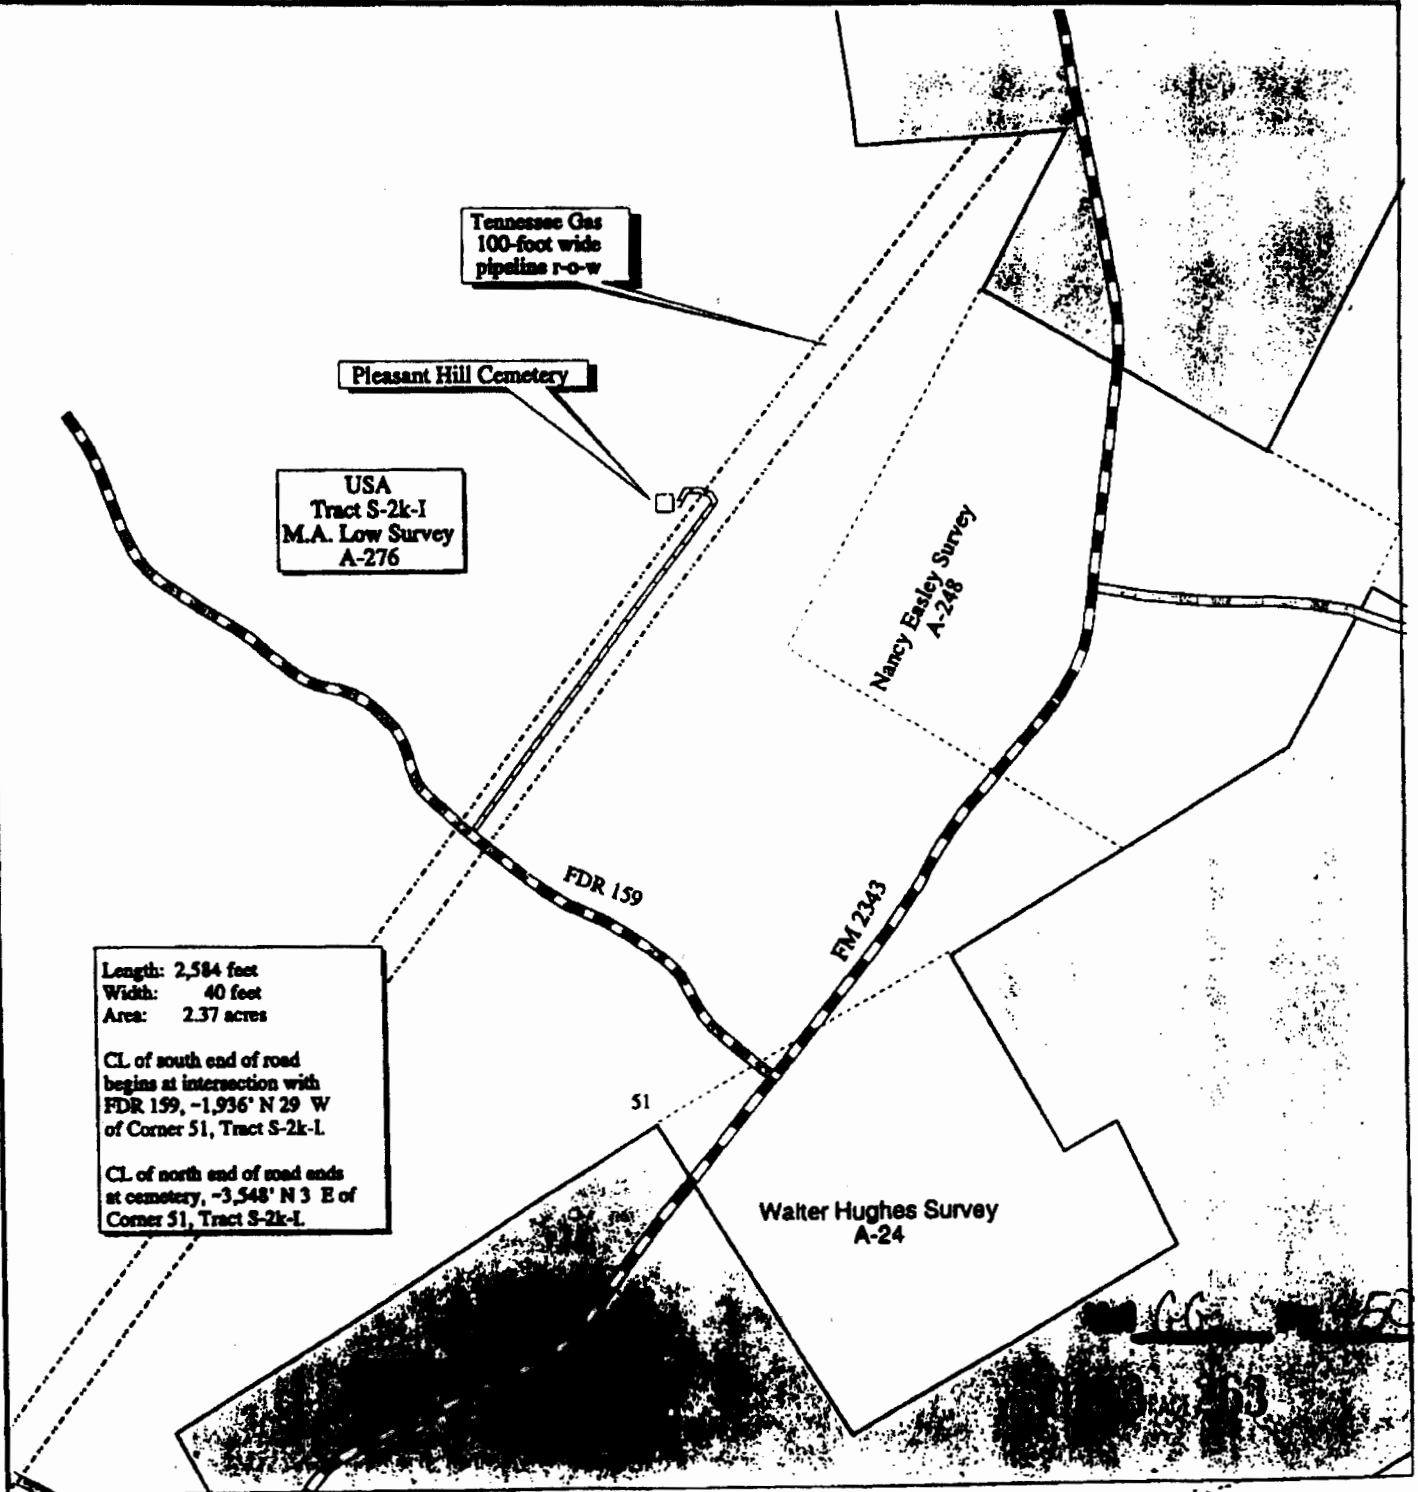 Tennessee Gas
100-foot wide
pipeline r-o-w
Pleasant Hill Cemetery
USA
Tract S-2k-I
M.A. Low Survey
A-276
Nancy Easley Survey
A-248
FDR 159
FM 2343
Length: 2,584 feet
Width: 40 feet
Area: 2.37 acres
CL of south end of road
begins at intersection with
FDR 159, ~1,936' N 29 W
of Corner 51, Tract S-2k-I.
CL of north end of road ends
at cemetery, ~3,548' N 3 E of
Corner 51, Tract S-2k-I.
51
Walter Hughes Survey
A-24